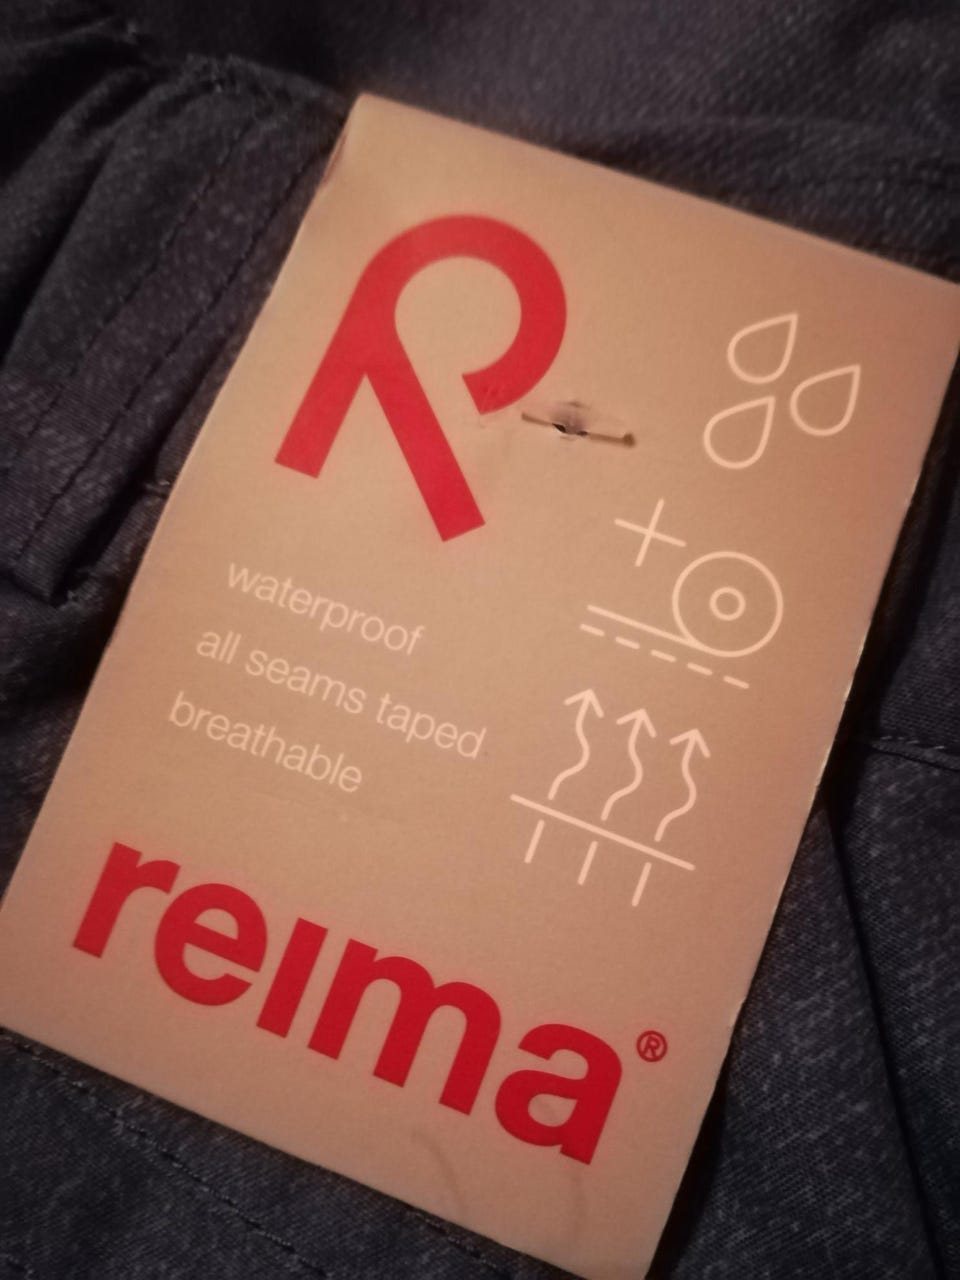 R
waterproof
all seams taped
breathable
reima®